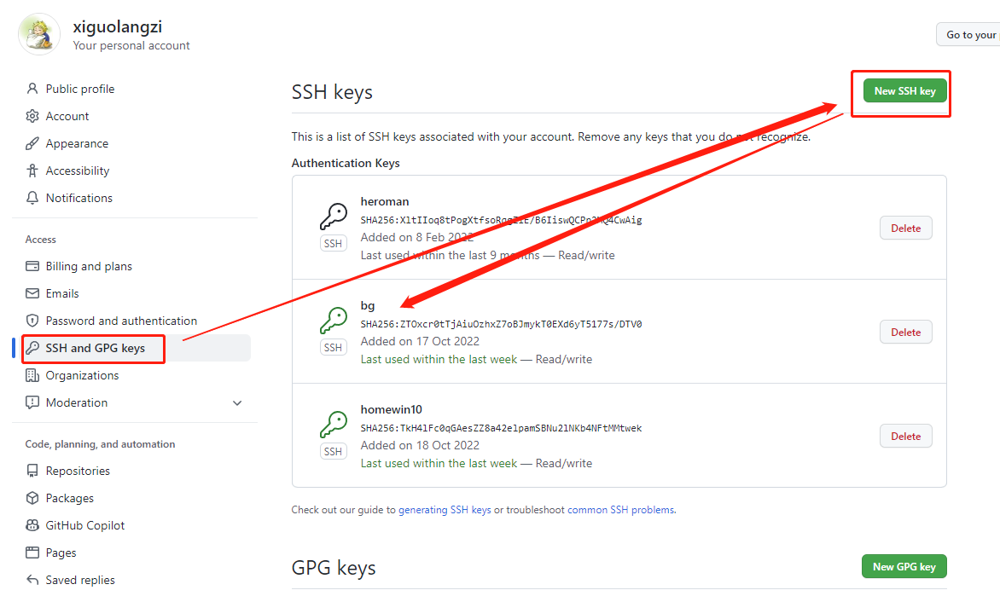 xiguolangzi
Your personal account
Go to your
Public profile
Account
Appearance
Accessibility
Notifications
Access
Billing and plans
Emails
Password and authentication
SSH and GPG keys
Organizations
Moderation
Code, planning, and automation
Repositories
Packages
GitHub Copilot
Pages
Saved replies
SSH keys
New SSH key
This is a list of SSH keys associated with your account. Remove any keys that you do not recognize.
Authentication Keys
heroman
SSH
Added on 8 Feb 2022
Last used within the last 9 months — Read/write
Delete
bg
SHA256:ZTOxcr0tTjAiuOzhxZ7oBJmykT0EXd6yT5177s/DTV0
SSH
Added on 17 Oct 2022
Last used within the last week — Read/write
Delete
homewin10
SHA256:TkH4lFc0qGAesZZ8a42elpamSBNu2lNKb4NFtMMtwek
SSH
Added on 18 Oct 2022
Last used within the last week — Read/write
Delete
Check out our guide to generating SSH keys or troubleshoot common SSH problems.
GPG keys
New GPG key